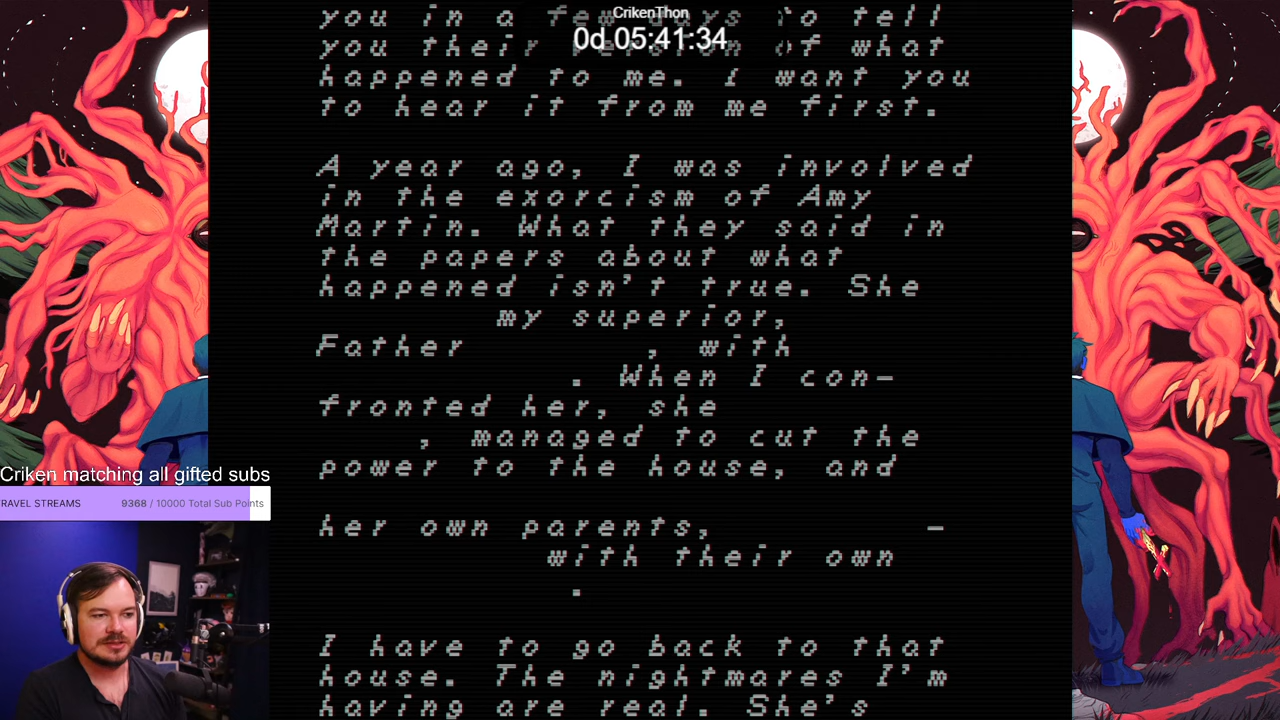 CrikenThon
0d 05:41:34
you in a few days to tell
you their version of what
happened to me. I want you
to hear it from me first.
A year ago, I was involved
in the exorcism of Amy
Martin. What they said in
the papers about what
happened isn't true. She
my superior,
Father , with
. When I con-
fronted her, she
, managed to cut the
power to the house, and
her own parents, -
with their own
.
I have to go back to that
house. The nightmares I'm
having are real. She's
Criken matching all gifted subs
RAVEL STREAMS 9368 / 10000 Total Sub Points